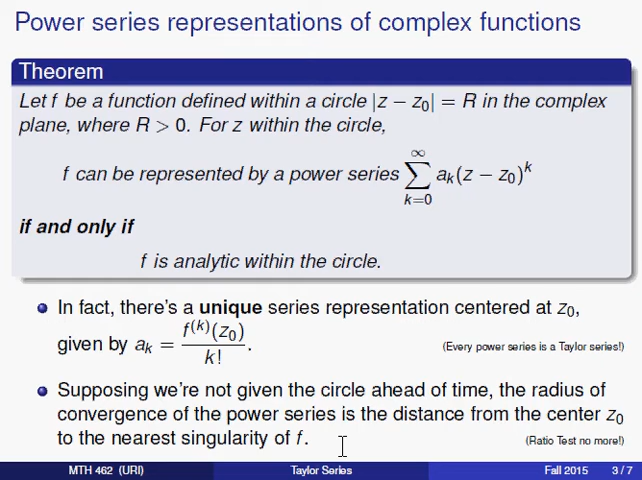 Power series representations of complex functions
Theorem
Let f be a function defined within a circle |z − z₀| = R in the complex
plane, where R > 0. For z within the circle,
f can be represented by a power series ∑_{k=0}^{∞} aₖ(z − z₀)ᵏ
if and only if
f is analytic within the circle.
In fact, there's a unique series representation centered at z₀,
given by aₖ = f⁽ᵏ⁾(z₀) / k! .
(Every power series is a Taylor series!)
Supposing we're not given the circle ahead of time, the radius of
convergence of the power series is the distance from the center z₀
to the nearest singularity of f.
(Ratio Test no more!)
MTH 462 (URI)
Taylor Series
Fall 2015
3 / 7